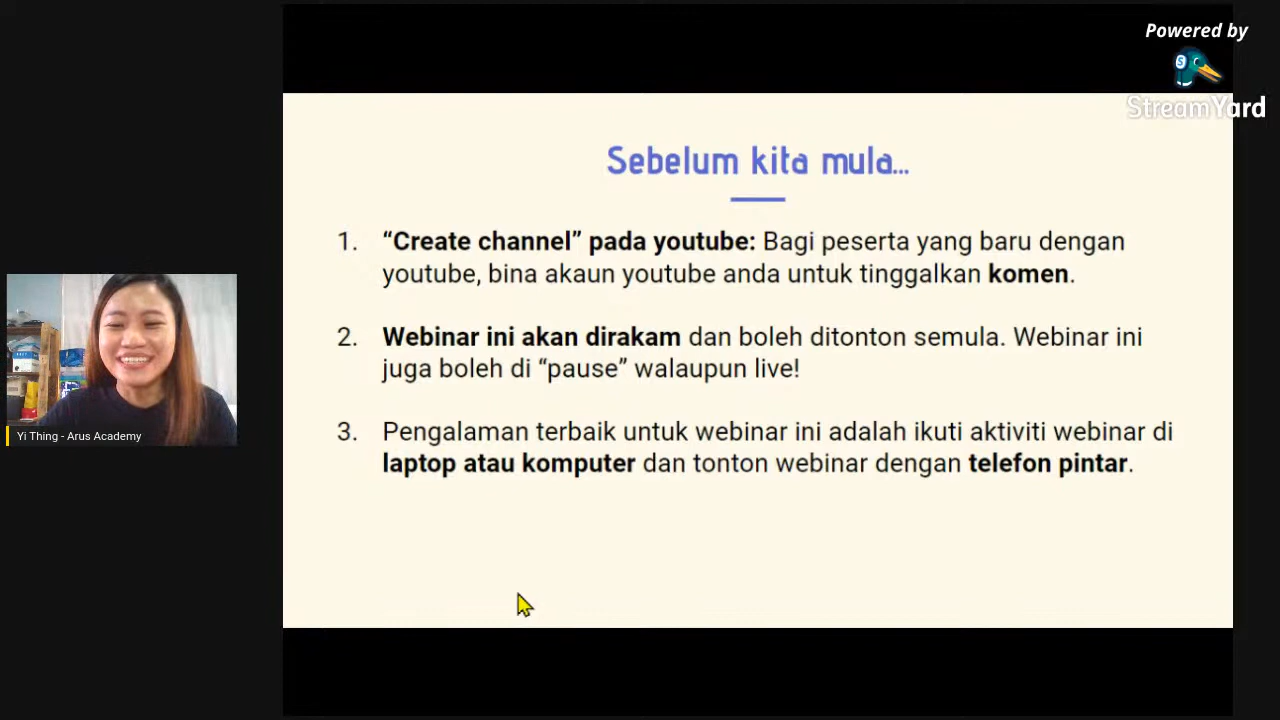 Powered by
StreamYard
Sebelum kita mula...
1. “Create channel” pada youtube: Bagi peserta yang baru dengan
youtube, bina akaun youtube anda untuk tinggalkan komen.
2. Webinar ini akan dirakam dan boleh ditonton semula. Webinar ini
juga boleh di “pause” walaupun live!
3. Pengalaman terbaik untuk webinar ini adalah ikuti aktiviti webinar di
laptop atau komputer dan tonton webinar dengan telefon pintar.
Yi Thing - Arus Academy